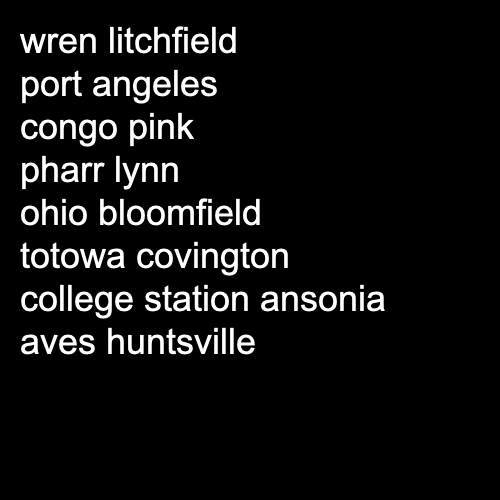 wren litchfield
port angeles
congo pink
pharr lynn
ohio bloomfield
totowa covington
college station ansonia
aves huntsville